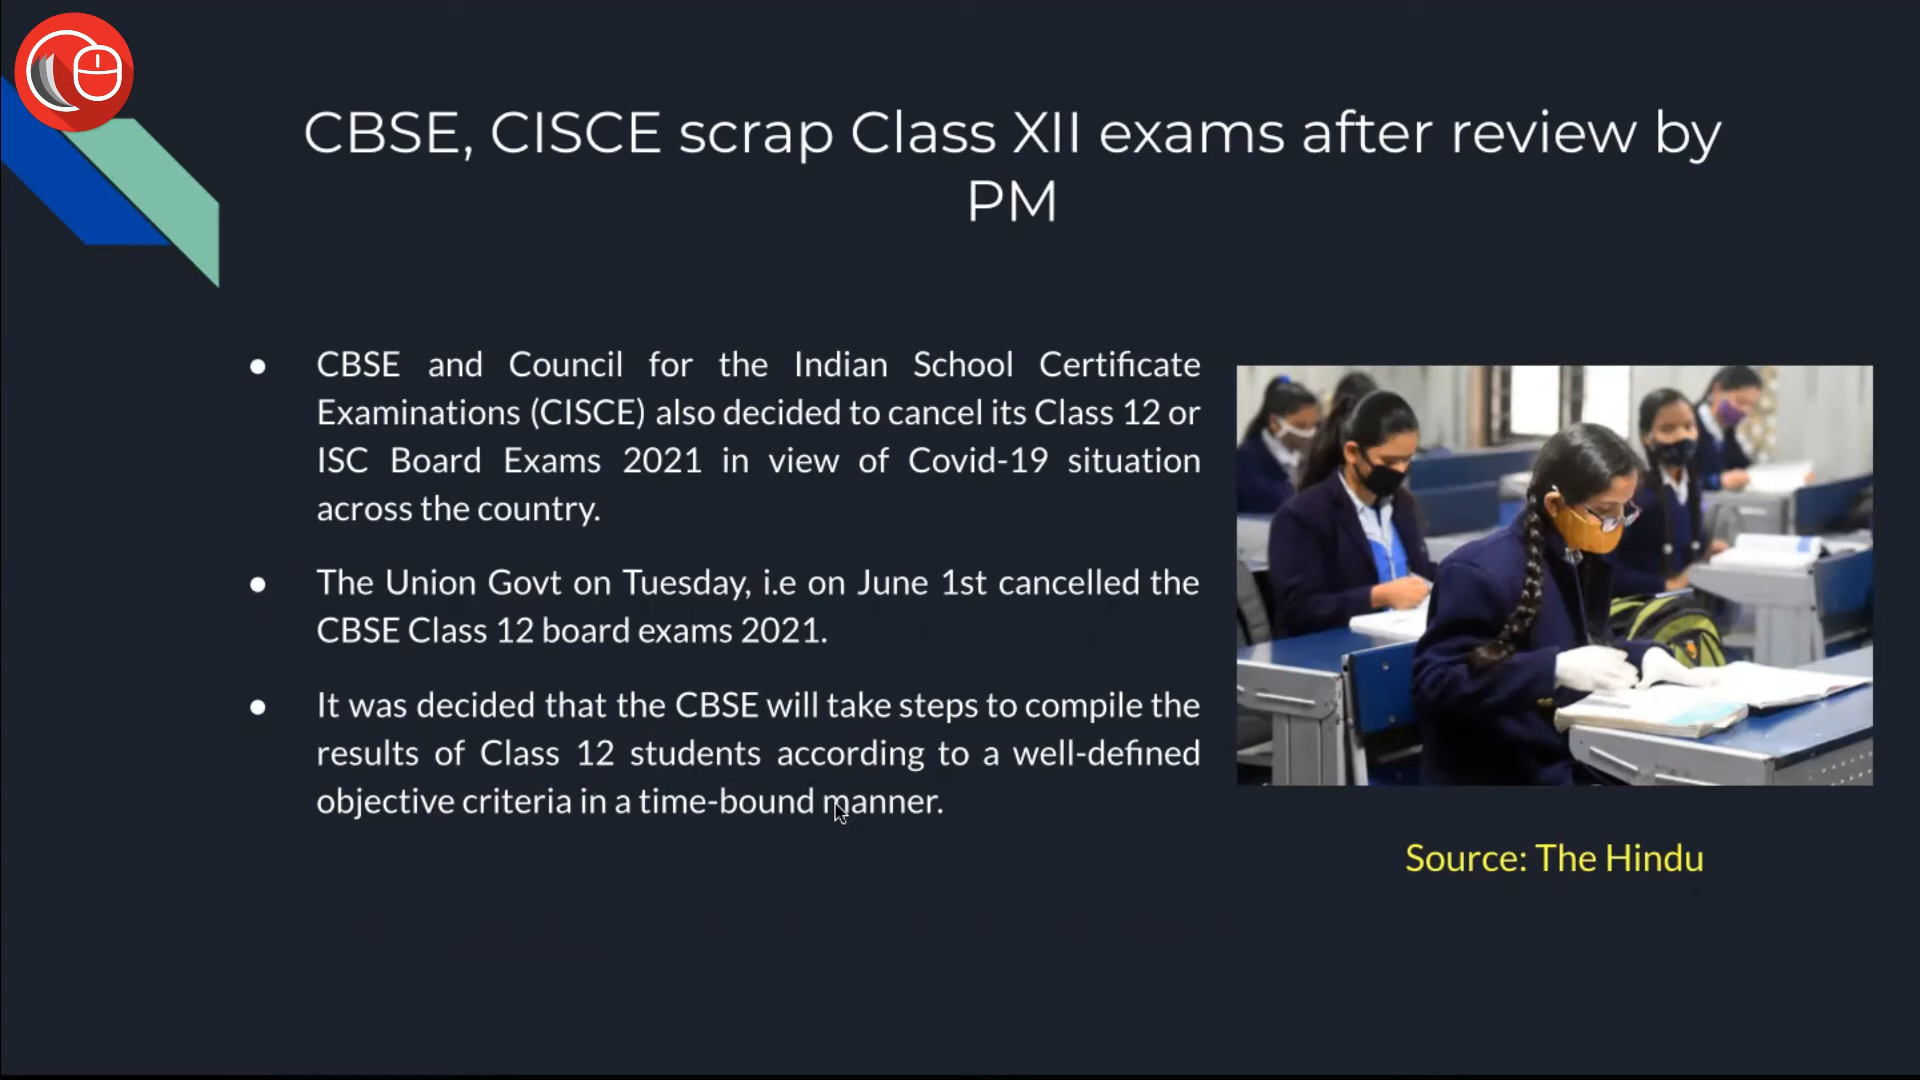 CBSE, CISCE scrap Class XII exams after review by
PM
● CBSE and Council for the Indian School Certificate
Examinations (CISCE) also decided to cancel its Class 12 or
ISC Board Exams 2021 in view of Covid-19 situation
across the country.
● The Union Govt on Tuesday, i.e on June 1st cancelled the
CBSE Class 12 board exams 2021.
● It was decided that the CBSE will take steps to compile the
results of Class 12 students according to a well-defined
objective criteria in a time-bound manner.
Source: The Hindu